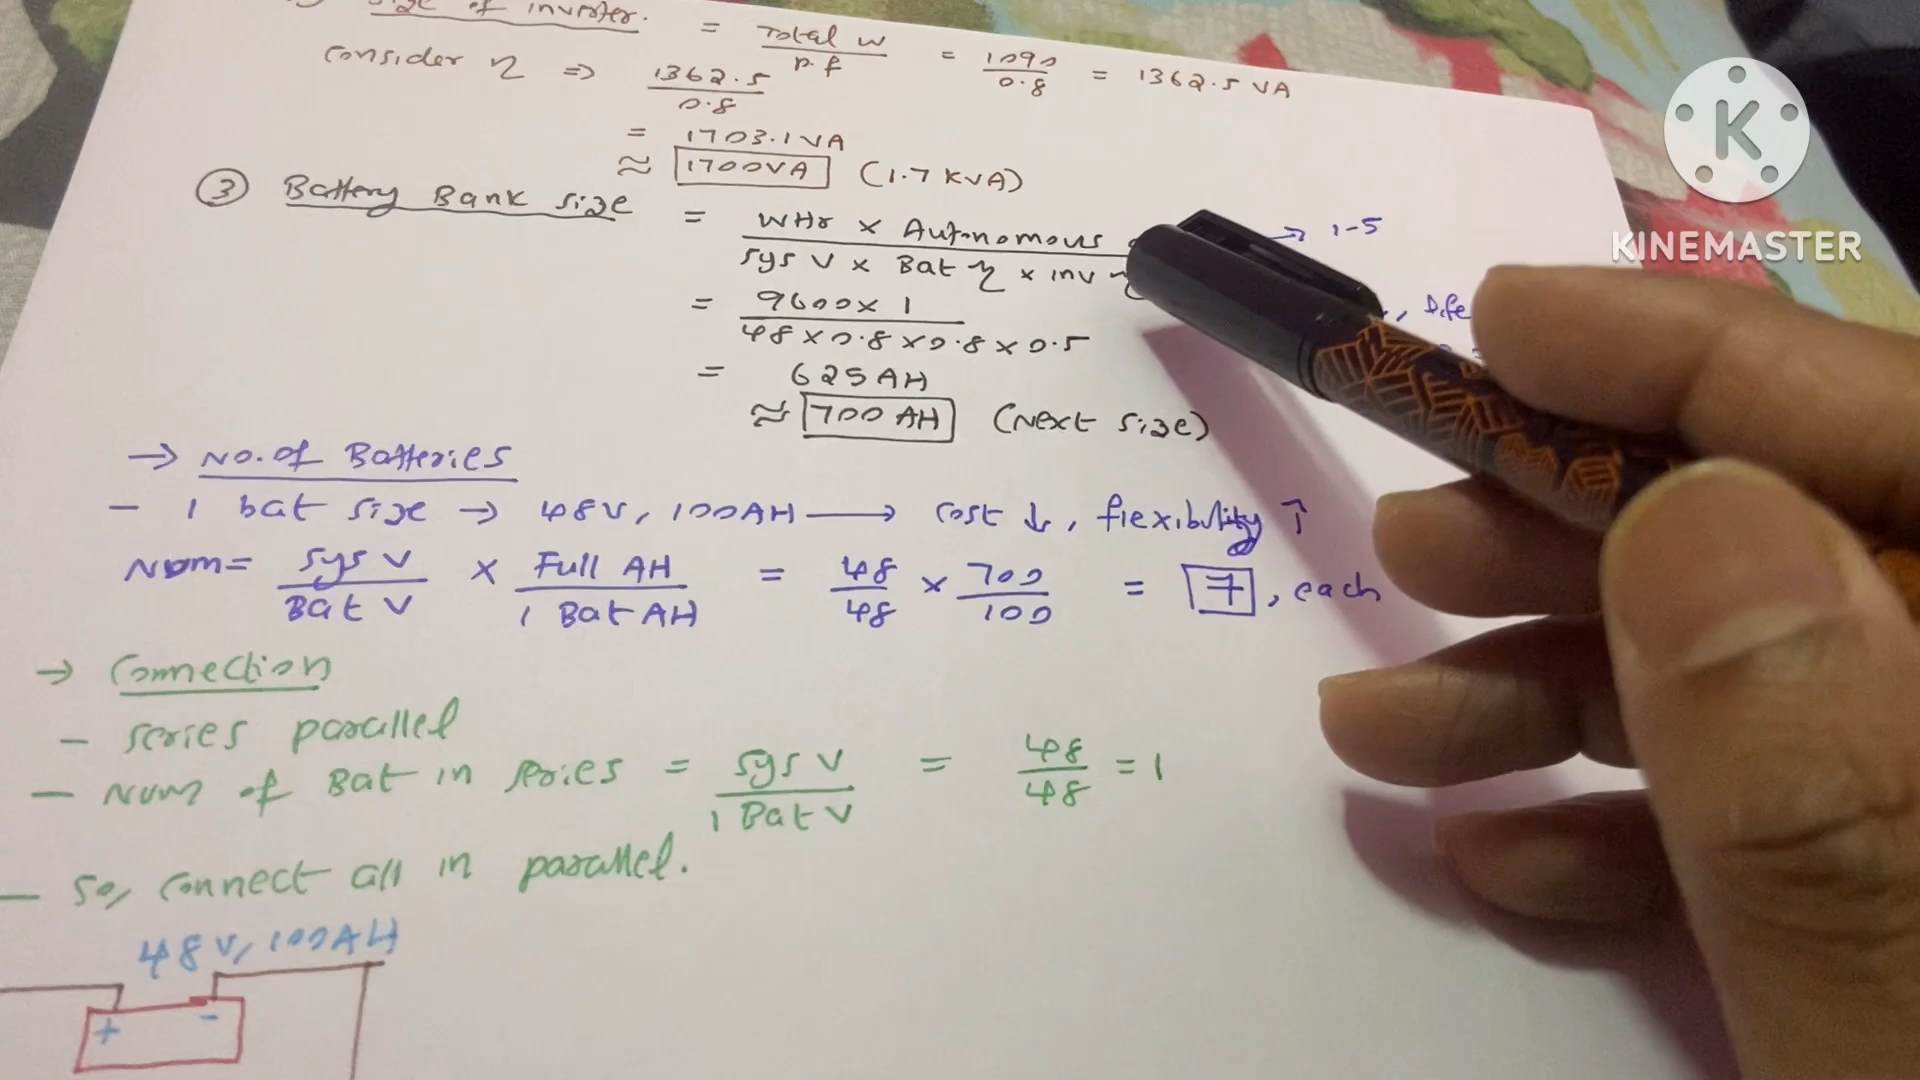 size of inverter. = Total W / P.f = 1090 / 0.8 = 1362.5 VA
consider η => 1362.5 / 0.8
= 1703.1VA
≈ 1700VA (1.7 KVA)
③ Battery Bank size = WHr x Autonomous / sys V x Bat η x inv η → 1-5
= 9600 x 1 / 48 x 0.8 x 0.8 x 0.5
= 625 AH
≈ 700 AH (Next size)
→ No. of Batteries
- 1 bat size → 48V, 100AH → cost ↓, flexibility ↑
Num = sys V / Bat V x Full AH / 1 Bat AH = 48 / 48 x 700 / 100 = 7, each
→ Connection
- series parallel
- Num of Bat in series = sys V / 1 Bat V = 48 / 48 = 1
- So, connect all in parallel.
48V, 100AH
+ -
K
KINEMASTER